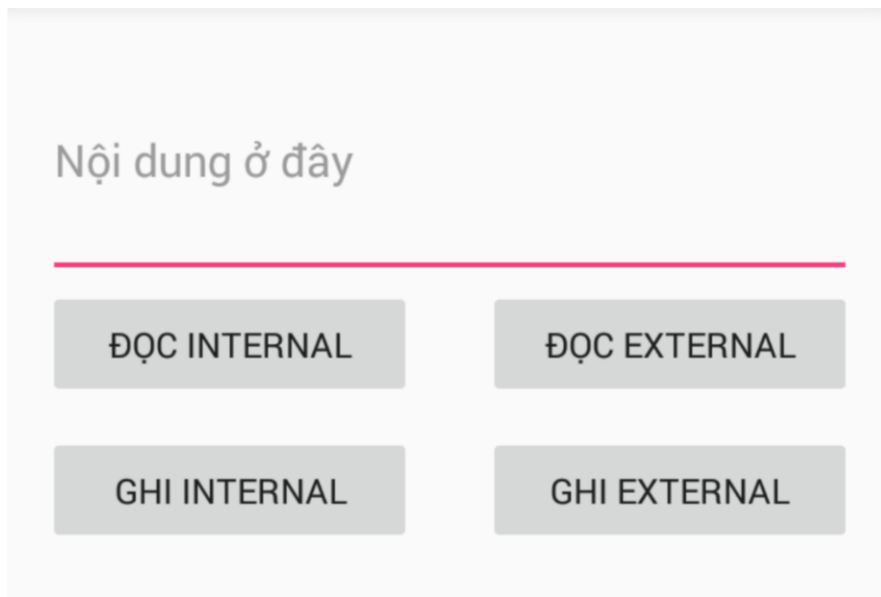 Nội dung ở đây
ĐỌC INTERNAL
ĐỌC EXTERNAL
GHI INTERNAL
GHI EXTERNAL